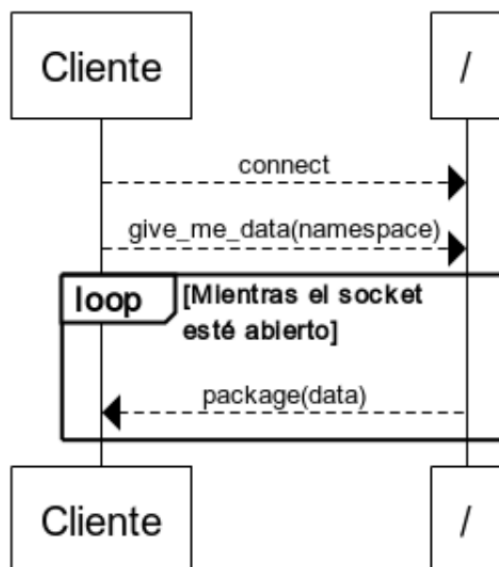 Cliente
/
connect
give_me_data(namespace)
loop
[Mientras el socket
esté abierto]
package(data)
Cliente
/